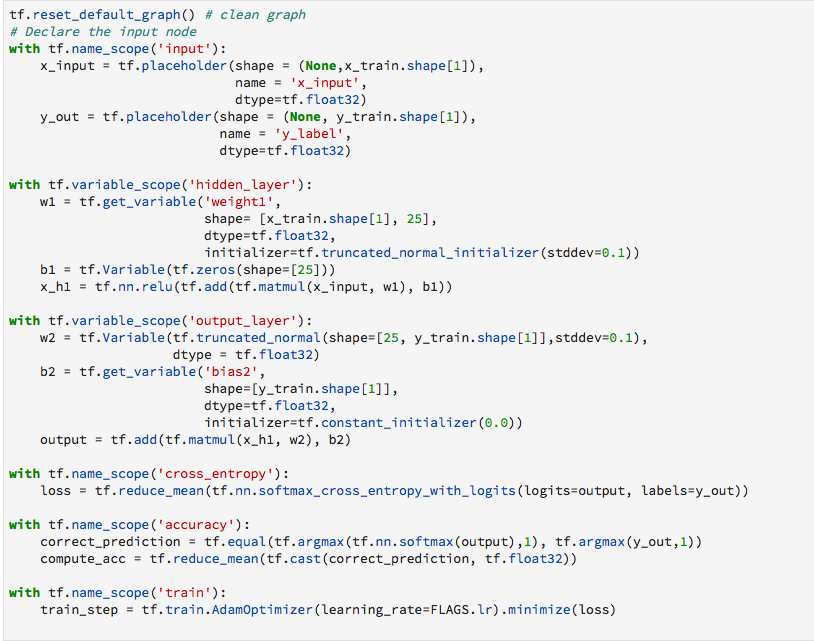 tf.reset_default_graph() # clean graph
# Declare the input node
with tf.name_scope('input'):
    x_input = tf.placeholder(shape = (None,x_train.shape[1]),
                             name = 'x_input',
                             dtype=tf.float32)
    y_out = tf.placeholder(shape = (None, y_train.shape[1]),
                           name = 'y_label',
                           dtype=tf.float32)

with tf.variable_scope('hidden_layer'):
    w1 = tf.get_variable('weight1',
                         shape= [x_train.shape[1], 25],
                         dtype=tf.float32,
                         initializer=tf.truncated_normal_initializer(stddev=0.1))
    b1 = tf.Variable(tf.zeros(shape=[25]))
    x_h1 = tf.nn.relu(tf.add(tf.matmul(x_input, w1), b1))

with tf.variable_scope('output_layer'):
    w2 = tf.Variable(tf.truncated_normal(shape=[25, y_train.shape[1]],stddev=0.1),
                     dtype = tf.float32)
    b2 = tf.get_variable('bias2',
                         shape=[y_train.shape[1]],
                         dtype=tf.float32,
                         initializer=tf.constant_initializer(0.0))
    output = tf.add(tf.matmul(x_h1, w2), b2)

with tf.name_scope('cross_entropy'):
    loss = tf.reduce_mean(tf.nn.softmax_cross_entropy_with_logits(logits=output, labels=y_out))

with tf.name_scope('accuracy'):
    correct_prediction = tf.equal(tf.argmax(tf.nn.softmax(output),1), tf.argmax(y_out,1))
    compute_acc = tf.reduce_mean(tf.cast(correct_prediction, tf.float32))

with tf.name_scope('train'):
    train_step = tf.train.AdamOptimizer(learning_rate=FLAGS.lr).minimize(loss)